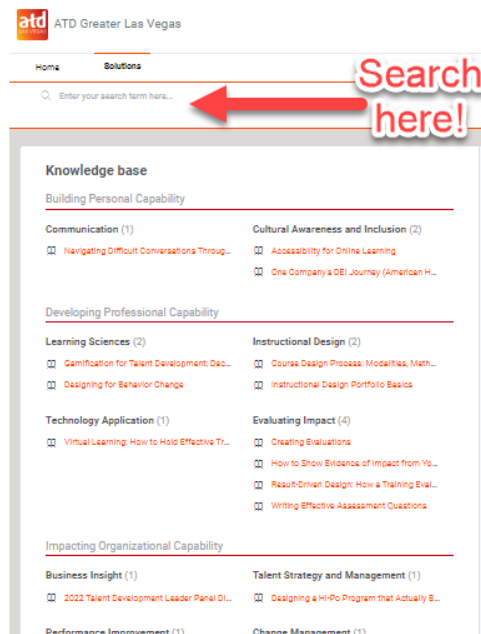 atd
LAS VEGAS
ATD Greater Las Vegas
Home
Solutions
Enter your search term here...
Search
here!
Knowledge base
Building Personal Capability
Communication (1)
Navigating Difficult Conversations Throug...
Cultural Awareness and Inclusion (2)
Accessibility for Online Learning
One Company's DEI Journey (American H...
Developing Professional Capability
Learning Sciences (2)
Gamification for Talent Development: Dec...
Designing for Behavior Change
Instructional Design (2)
Course Design Process: Modalities, Meth...
Instructional Design Portfolio Basics
Technology Application (1)
Virtual Learning: How to Hold Effective Tr...
Evaluating Impact (4)
Creating Evaluations
How to Show Evidence of Impact from Yo...
Result-Driven Design: How a Training Eval...
Writing Effective Assessment Questions
Impacting Organizational Capability
Business Insight (1)
2022 Talent Development Leader Panel Di...
Talent Strategy and Management (1)
Designing a Hi-Po Program that Actually B...
Performance Improvement (1)
Change Management (1)